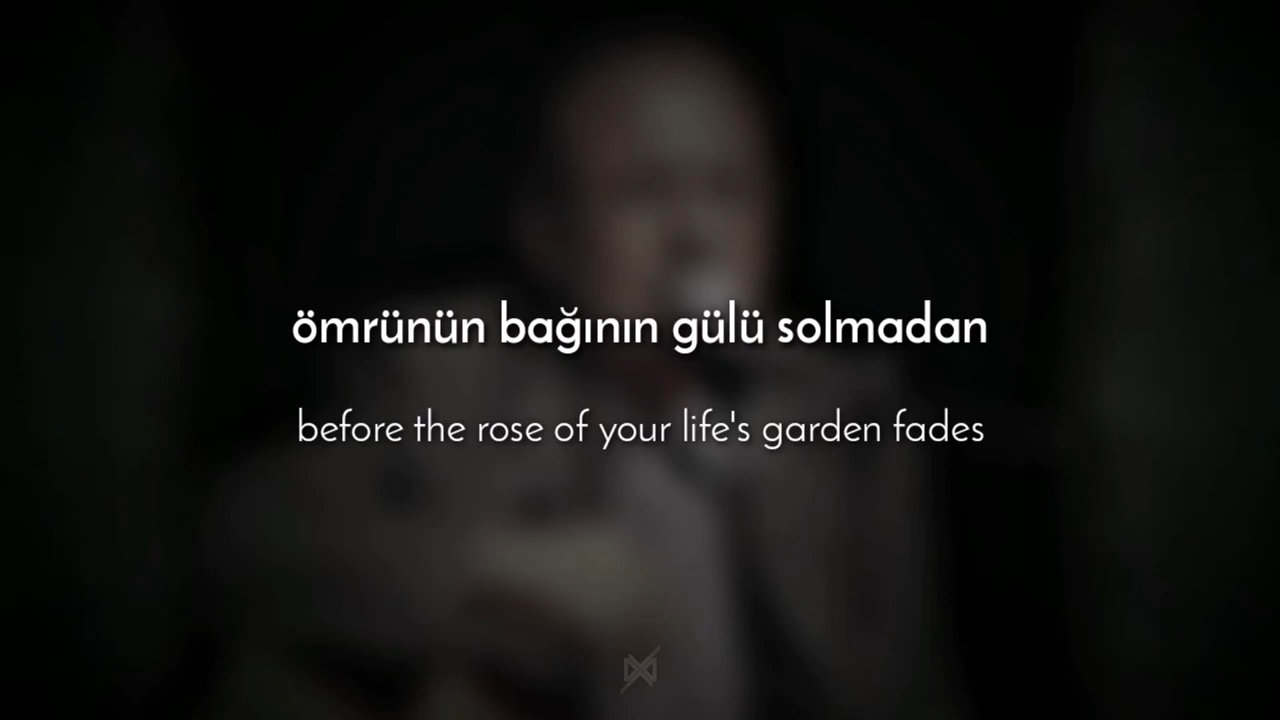 ömrünün bağının gülü solmadan
before the rose of your life's garden fades